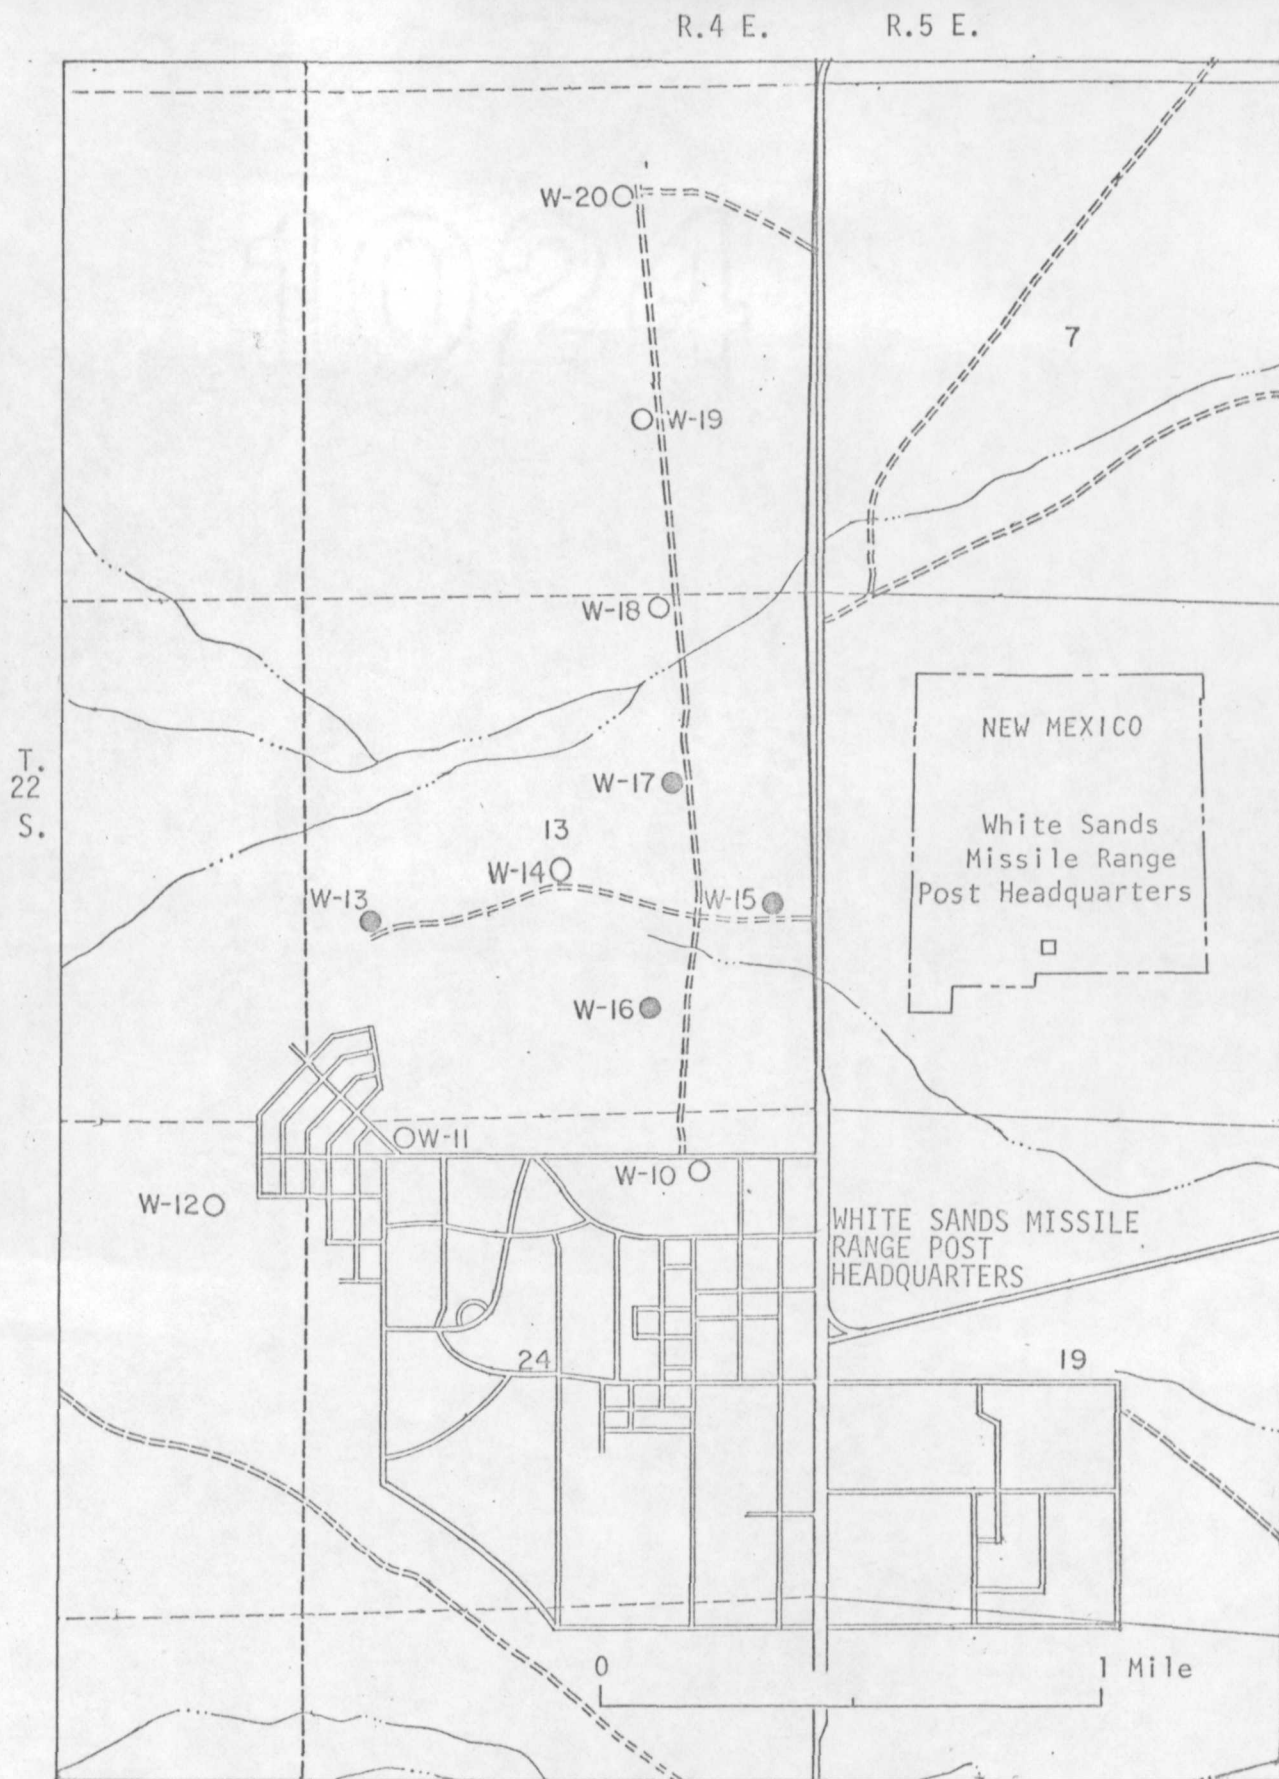 R.4 E. R.5 E.
W-20
7
W-19
W-18
NEW MEXICO
T.
22
S.
W-17
White Sands
Missile Range
Post Headquarters
13
W-14
W-13
W-15
W-16
W-11
W-10
W-12
WHITE SANDS MISSILE
RANGE POST
HEADQUARTERS
24
19
0 1 Mile